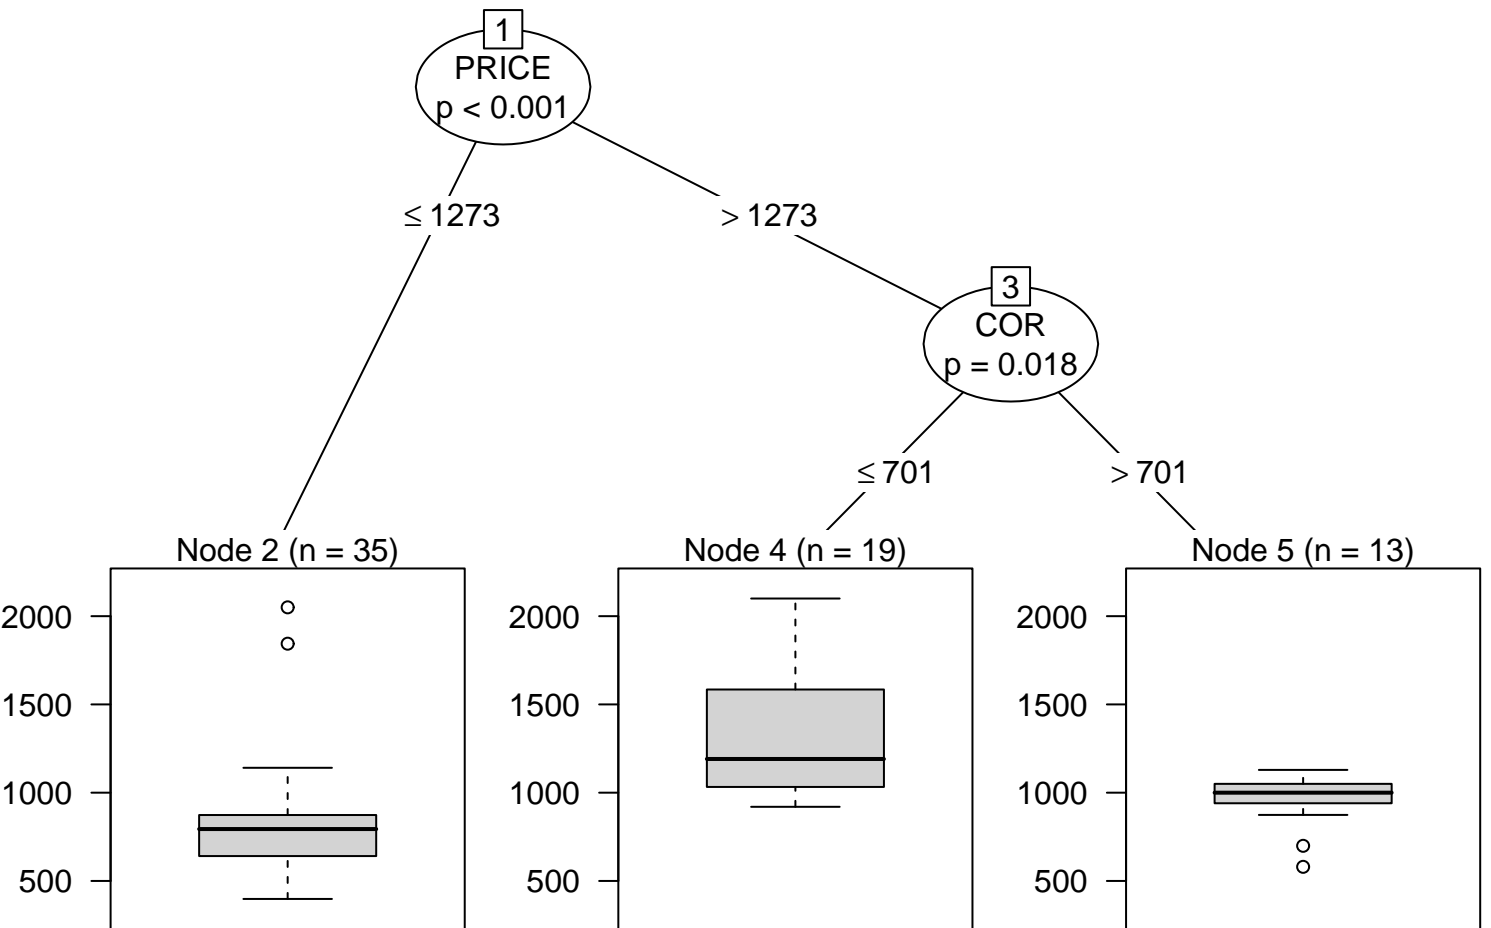 1
PRICE
p < 0.001
≤ 1273
> 1273
3
COR
p = 0.018
≤ 701
> 701
Node 2 (n = 35)
2000
1500
1000
500
Node 4 (n = 19)
2000
1500
1000
500
Node 5 (n = 13)
2000
1500
1000
500